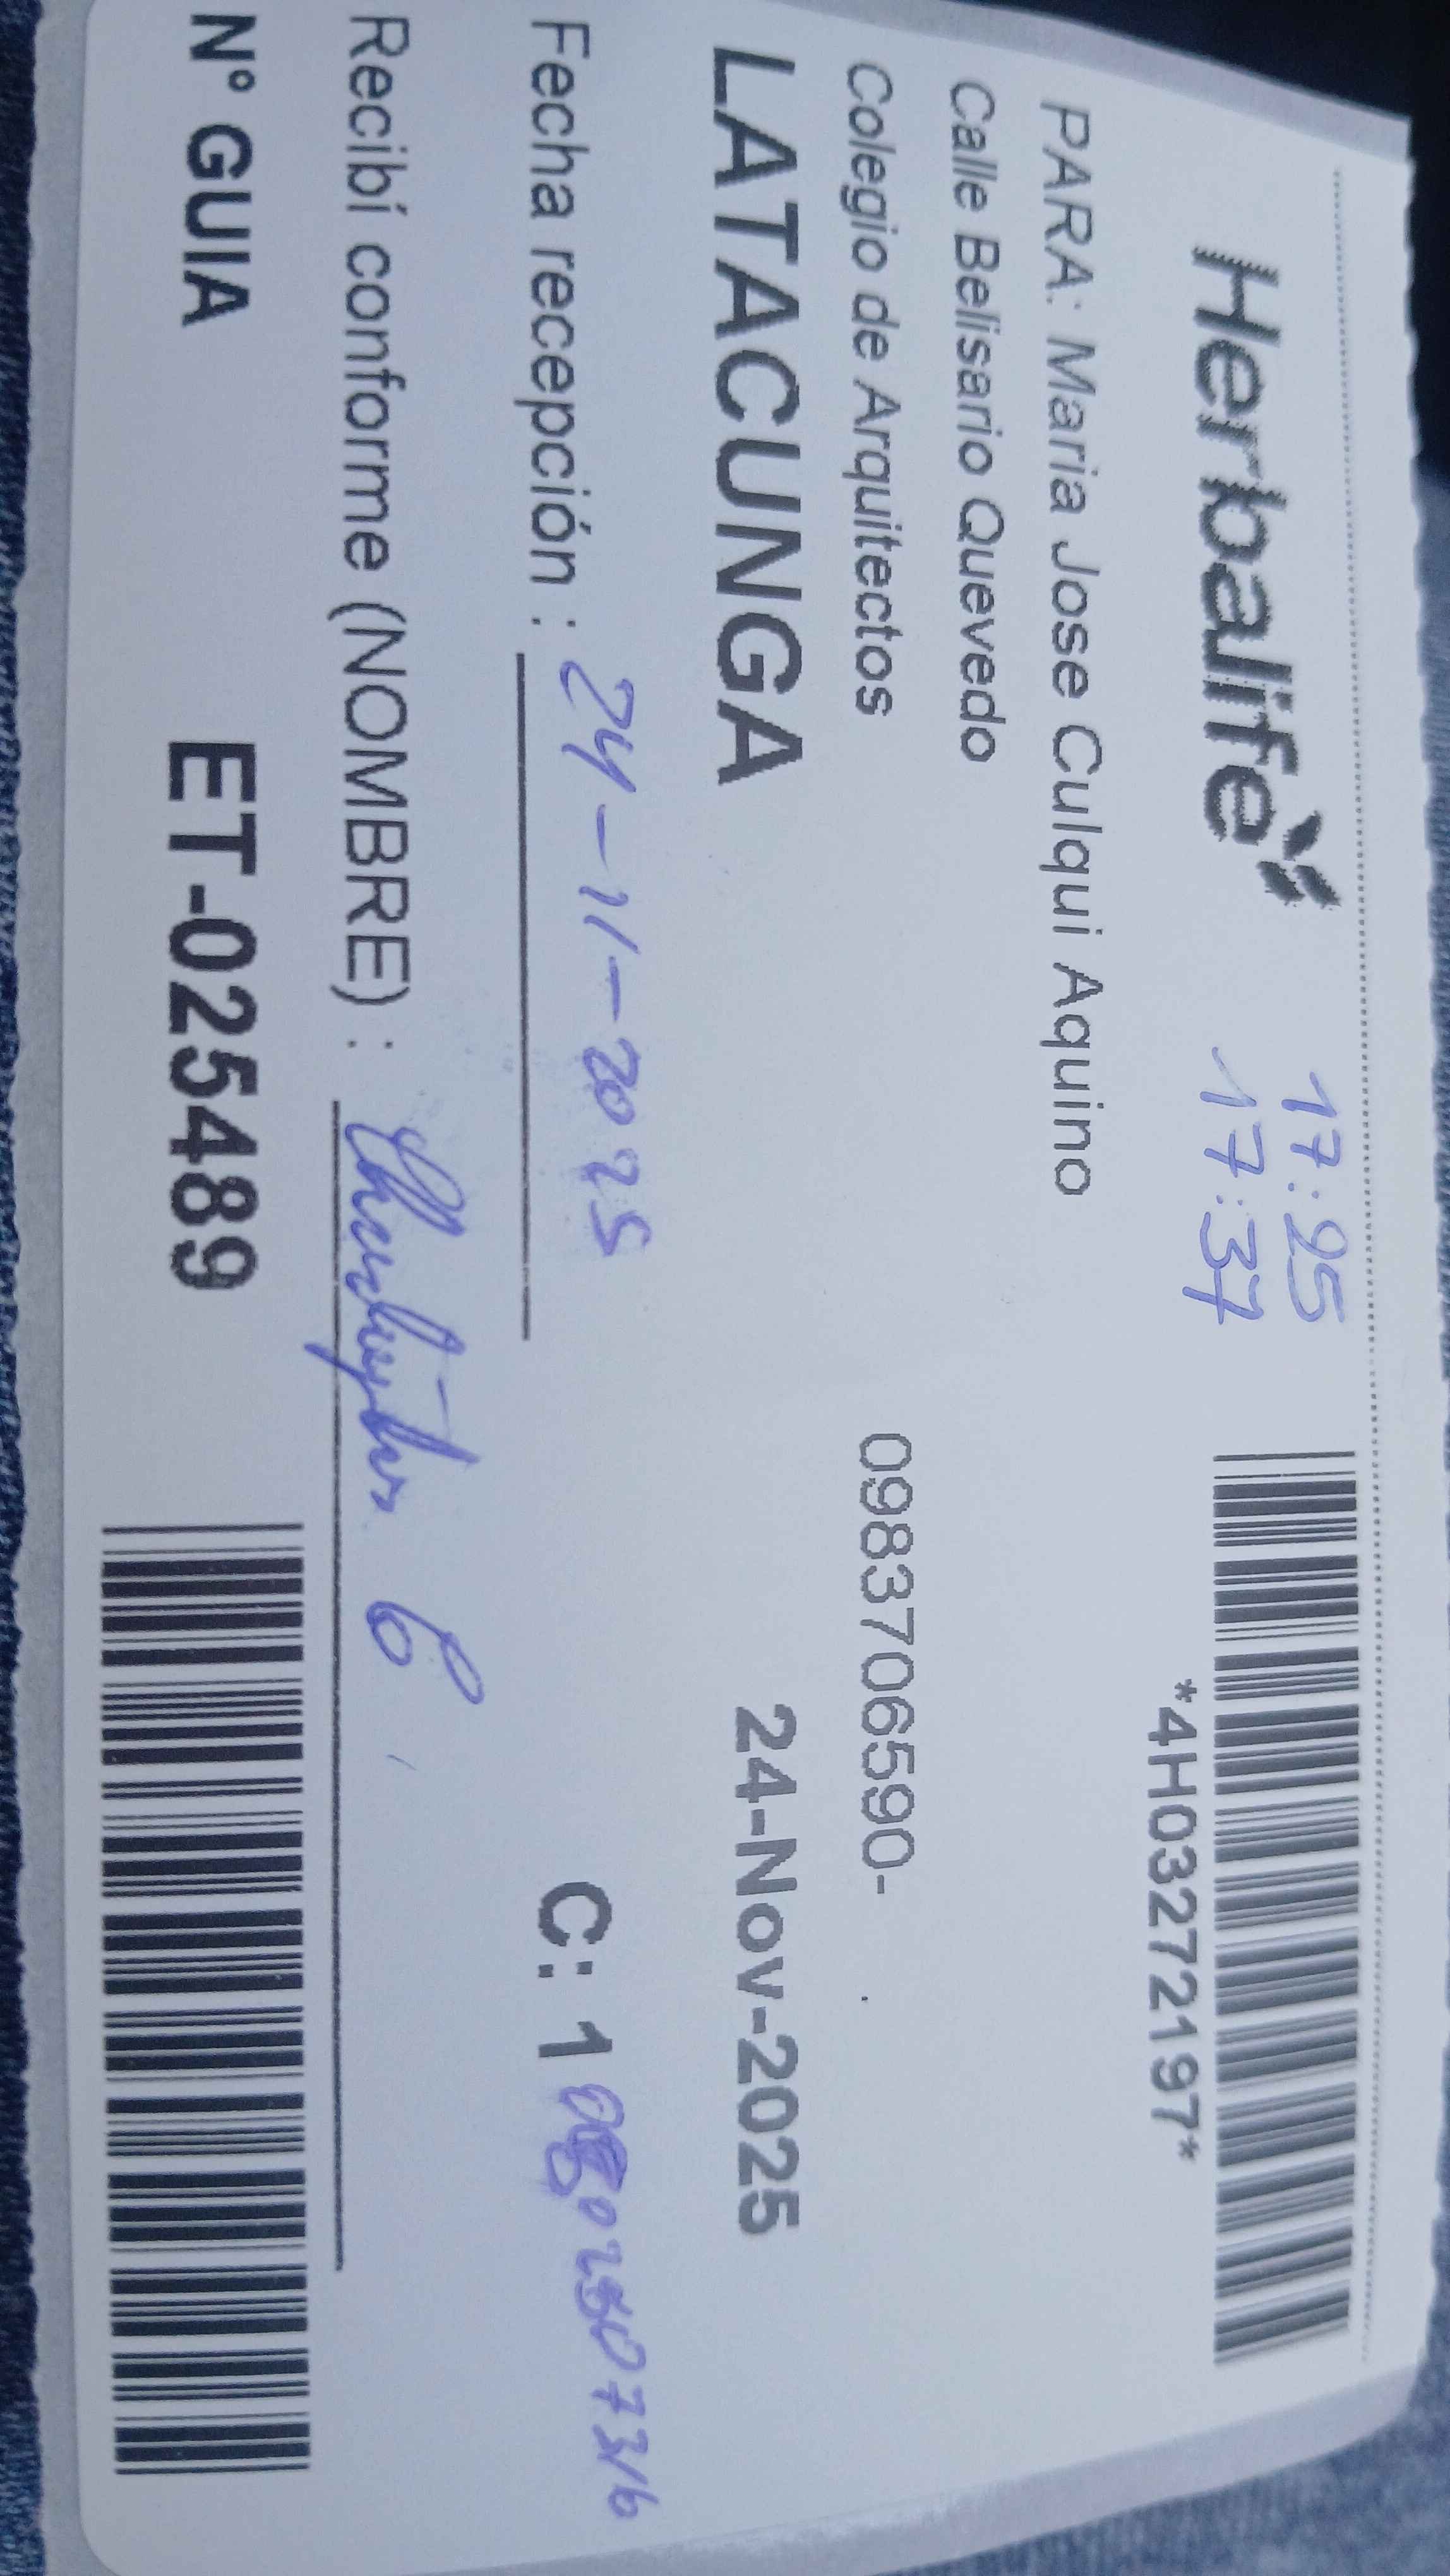 Herbalife
17:25
17:37
*4H03272197*
PARA: Maria Jose Culqui Aquino
Calle Belisario Quevedo
Colegio de Arquitectos
0983706590-
LATACUNGA
24-Nov-2025
Fecha recepción : 24-11-2025
C: 1
Recibí conforme (NOMBRE) :
N° GUIA
ET-025489